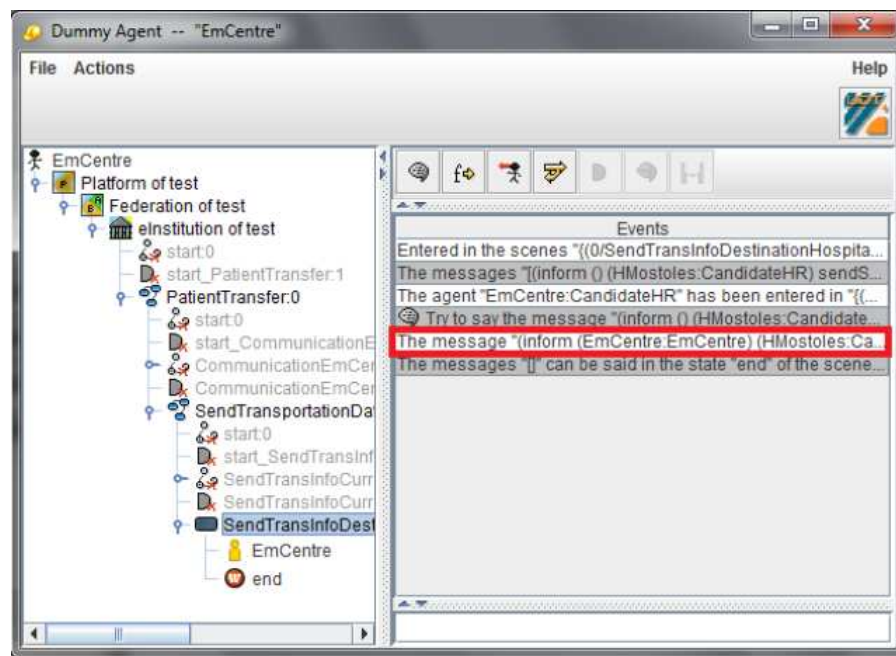 Dummy Agent -- "EmCentre"
File Actions Help
EmCentre
Platform of test
Federation of test
eInstitution of test
start:0
start_PatientTransfer:1
PatientTransfer:0
start:0
start_CommunicationE
CommunicationEmCer
CommunicationEmCer
SendTransportationDa
start:0
start_SendTransInf
SendTransInfoCurr
SendTransInfoCurr
SendTransInfoDest
EmCentre
end
Events
Entered in the scenes "{(0/SendTransInfoDestinationHospita...
The messages "[(inform () (HMostoles:CandidateHR) sendS...
The agent "EmCentre:CandidateHR" has been entered in "{(...
Try to say the message "(inform () (HMostoles:Candidate...
The message "(inform (EmCentre:EmCentre) (HMostoles:Ca...
The messages "[]" can be said in the state "end" of the scene...